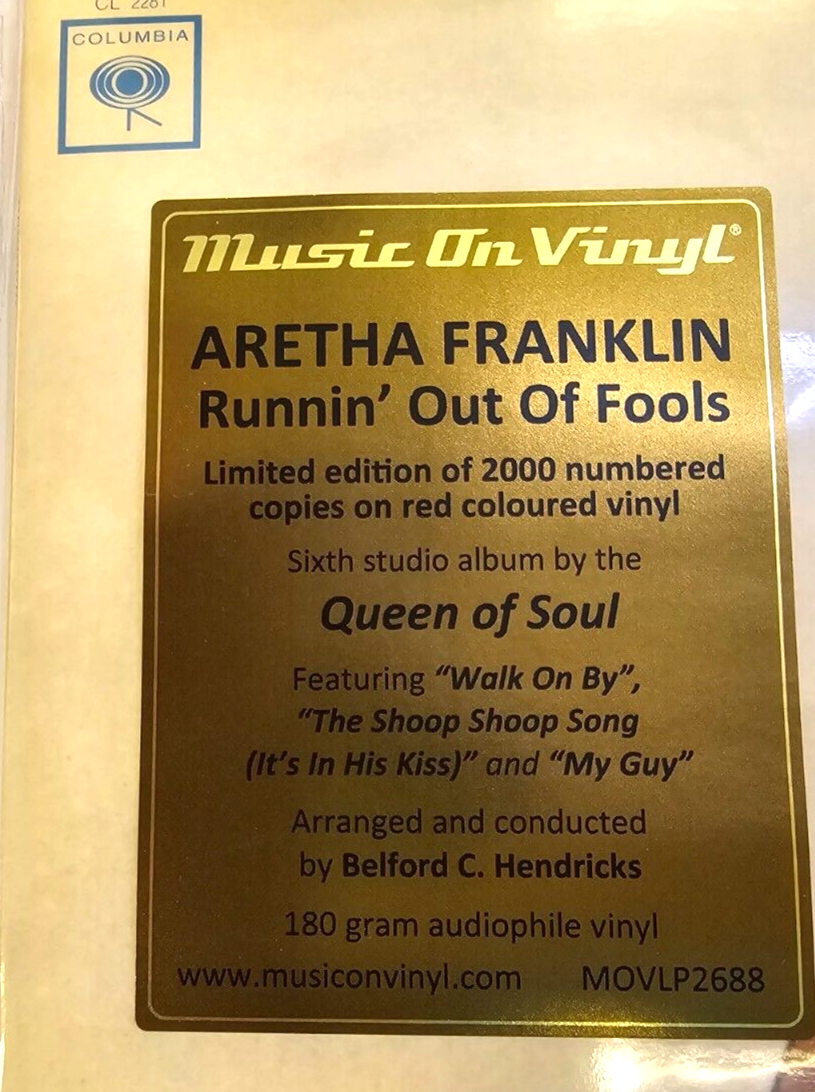 CL 2281
COLUMBIA
Music On Vinyl®
ARETHA FRANKLIN
Runnin’ Out Of Fools
Limited edition of 2000 numbered
copies on red coloured vinyl
Sixth studio album by the
Queen of Soul
Featuring “Walk On By”,
“The Shoop Shoop Song
(It’s In His Kiss)” and “My Guy”
Arranged and conducted
by Belford C. Hendricks
180 gram audiophile vinyl
www.musiconvinyl.com MOVLP2688